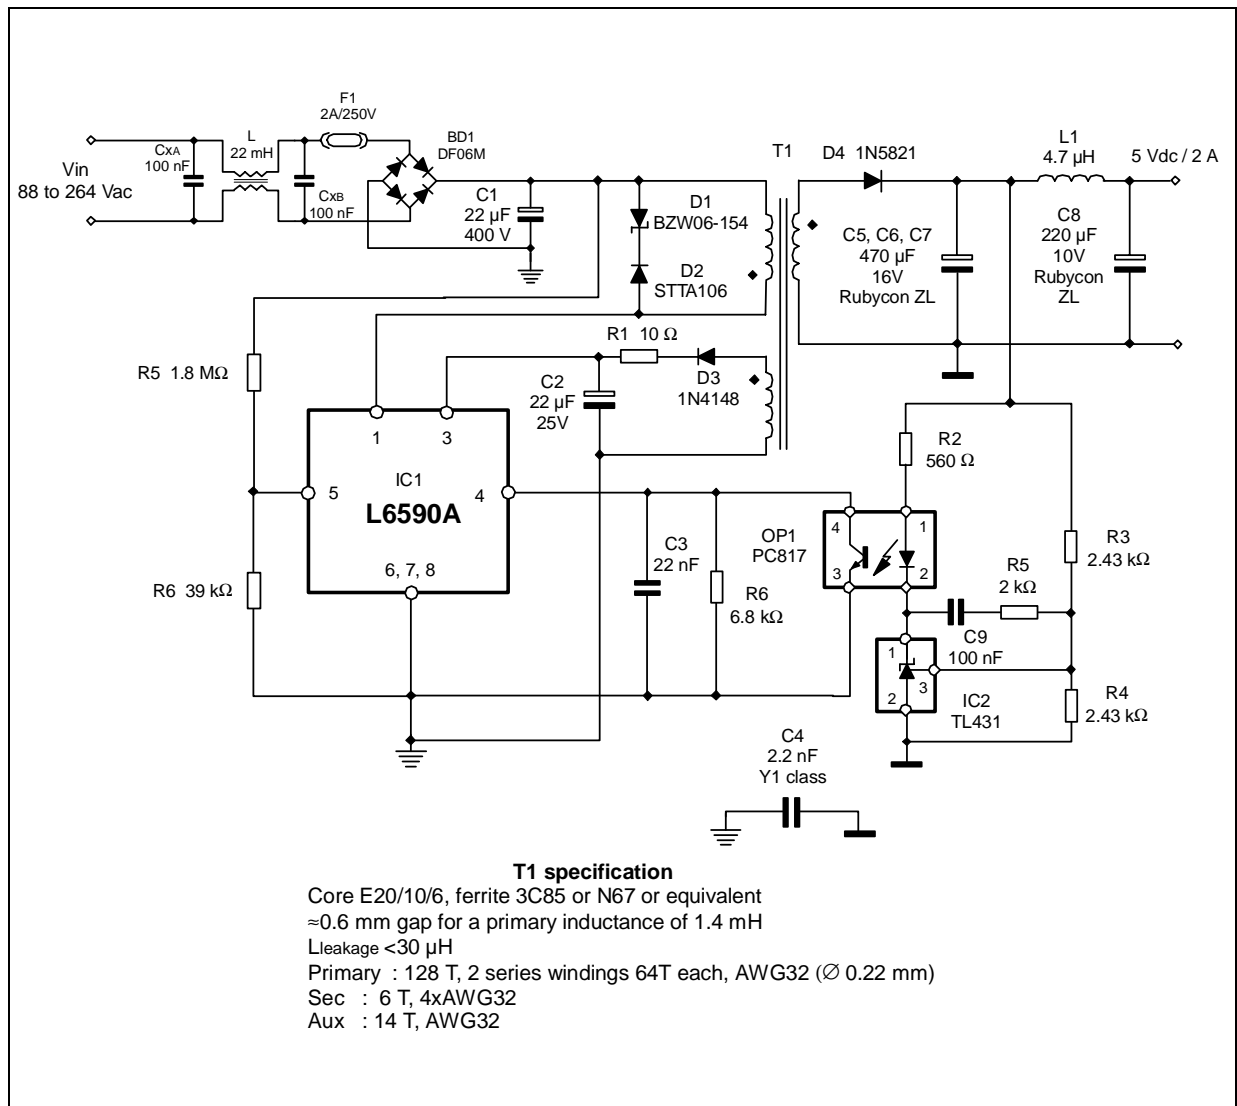 F1
2A/250V
L
22 mH
CxA
100 nF
BD1
DF06M
Vin
88 to 264 Vac
CxB
100 nF
C1
22 µF
400 V
D1
BZW06-154
D2
STTA106
T1
D4 1N5821
L1
4.7 µH
5 Vdc / 2 A
C5, C6, C7
470 µF
16V
Rubycon ZL
C8
220 µF
10V
Rubycon
ZL
R1 10 Ω
D3
1N4148
C2
22 µF
25V
R5 1.8 MΩ
1
3
IC1
L6590A
5
4
6, 7, 8
R6 39 kΩ
C3
22 nF
R6
6.8 kΩ
OP1
PC817
4
1
3
2
R2
560 Ω
R3
2.43 kΩ
R5
2 kΩ
C9
100 nF
1
3
2
IC2
TL431
R4
2.43 kΩ
C4
2.2 nF
Y1 class
T1 specification
Core E20/10/6, ferrite 3C85 or N67 or equivalent
≈0.6 mm gap for a primary inductance of 1.4 mH
Lleakage <30 µH
Primary : 128 T, 2 series windings 64T each, AWG32 (∅ 0.22 mm)
Sec : 6 T, 4xAWG32
Aux : 14 T, AWG32